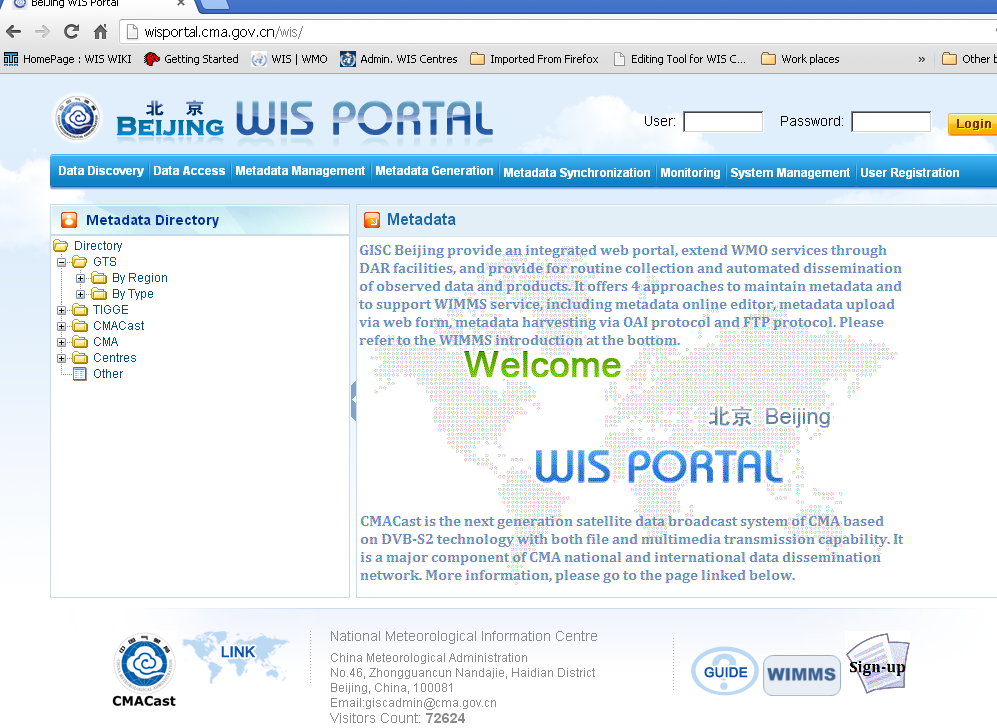 Beijing WIS Portal
wisportal.cma.gov.cn/wis/
HomePage : WIS WIKI Getting Started WIS | WMO Admin. WIS Centres Imported From Firefox Editing Tool for WIS C... Work places » Other b
北 京
BEIJING WIS PORTAL
User: Password: Login
Data Discovery Data Access Metadata Management Metadata Generation Metadata Synchronization Monitoring System Management User Registration
Metadata Directory
Directory
GTS
By Region
By Type
TIGGE
CMACast
CMA
Centres
Other
Metadata
GISC Beijing provide an integrated web portal, extend WMO services through
DAR facilities, and provide for routine collection and automated dissemination
of observed data and products. It offers 4 approaches to maintain metadata and
to support WIMMS service, including metadata online editor, metadata upload
via web form, metadata harvesting via OAI protocol and FTP protocol. Please
refer to the WIMMS introduction at the bottom.
Welcome
北京 Beijing
WIS PORTAL
CMACast is the next generation satellite data broadcast system of CMA based
on DVB-S2 technology with both file and multimedia transmission capability. It
is a major component of CMA national and international data dissemination
network. More information, please go to the page linked below.
CMACast
LINK
National Meteorological Information Centre
China Meteorological Administration
No.46, Zhongguancun Nandajie, Haidian District
Beijing, China, 100081
Email:giscadmin@cma.gov.cn
Visitors Count: 72624
GUIDE
WIMMS
Sign-up